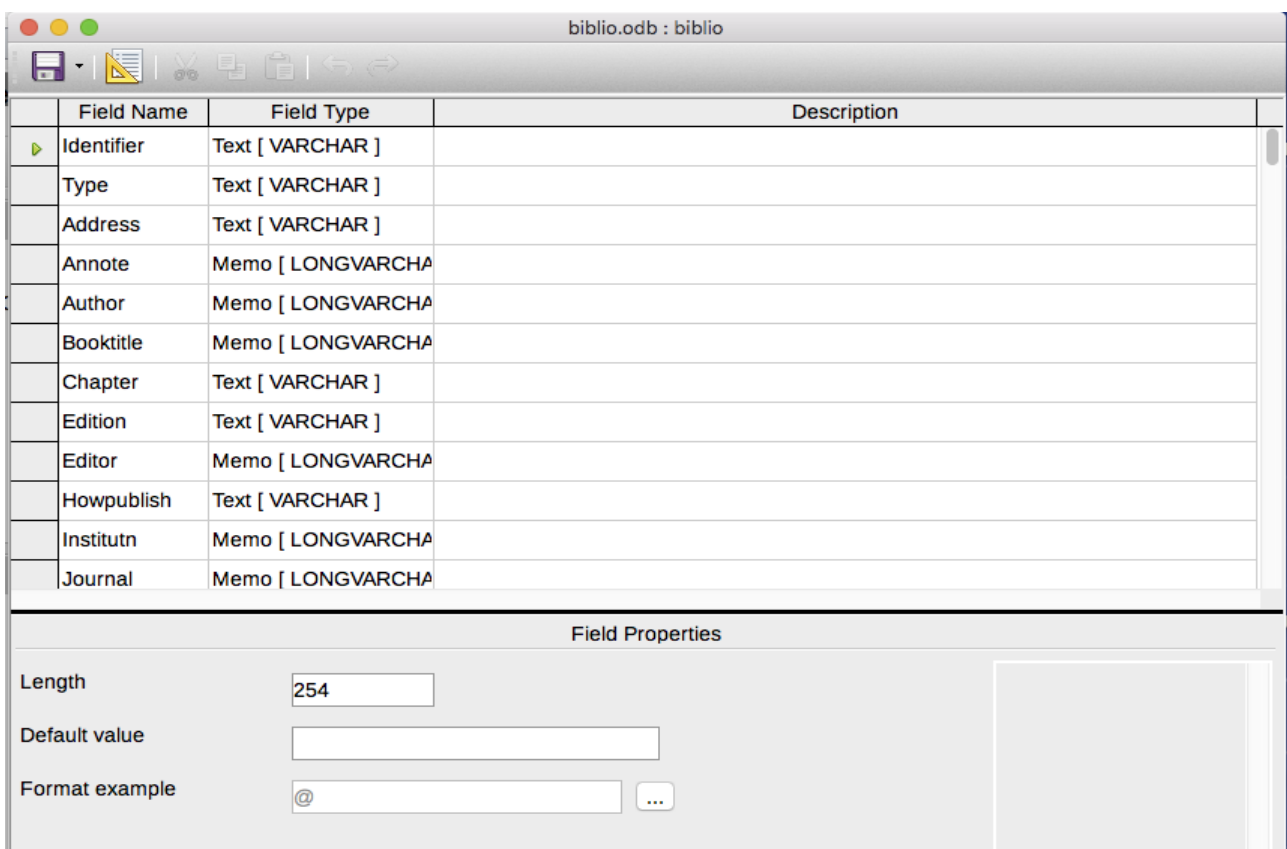 biblio.odb : biblio
Field Name Field Type Description
Identifier Text [ VARCHAR ]
Type Text [ VARCHAR ]
Address Text [ VARCHAR ]
Annote Memo [ LONGVARCHA
Author Memo [ LONGVARCHA
Booktitle Memo [ LONGVARCHA
Chapter Text [ VARCHAR ]
Edition Text [ VARCHAR ]
Editor Memo [ LONGVARCHA
Howpublish Text [ VARCHAR ]
Institutn Memo [ LONGVARCHA
Journal Memo [ LONGVARCHA
Field Properties
Length 254
Default value
Format example @ ...